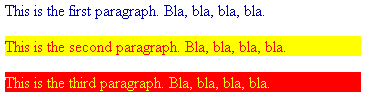 This is the first paragraph. Bla, bla, bla, bla.
This is the second paragraph. Bla, bla, bla, bla.
This is the third paragraph. Bla, bla, bla, bla.